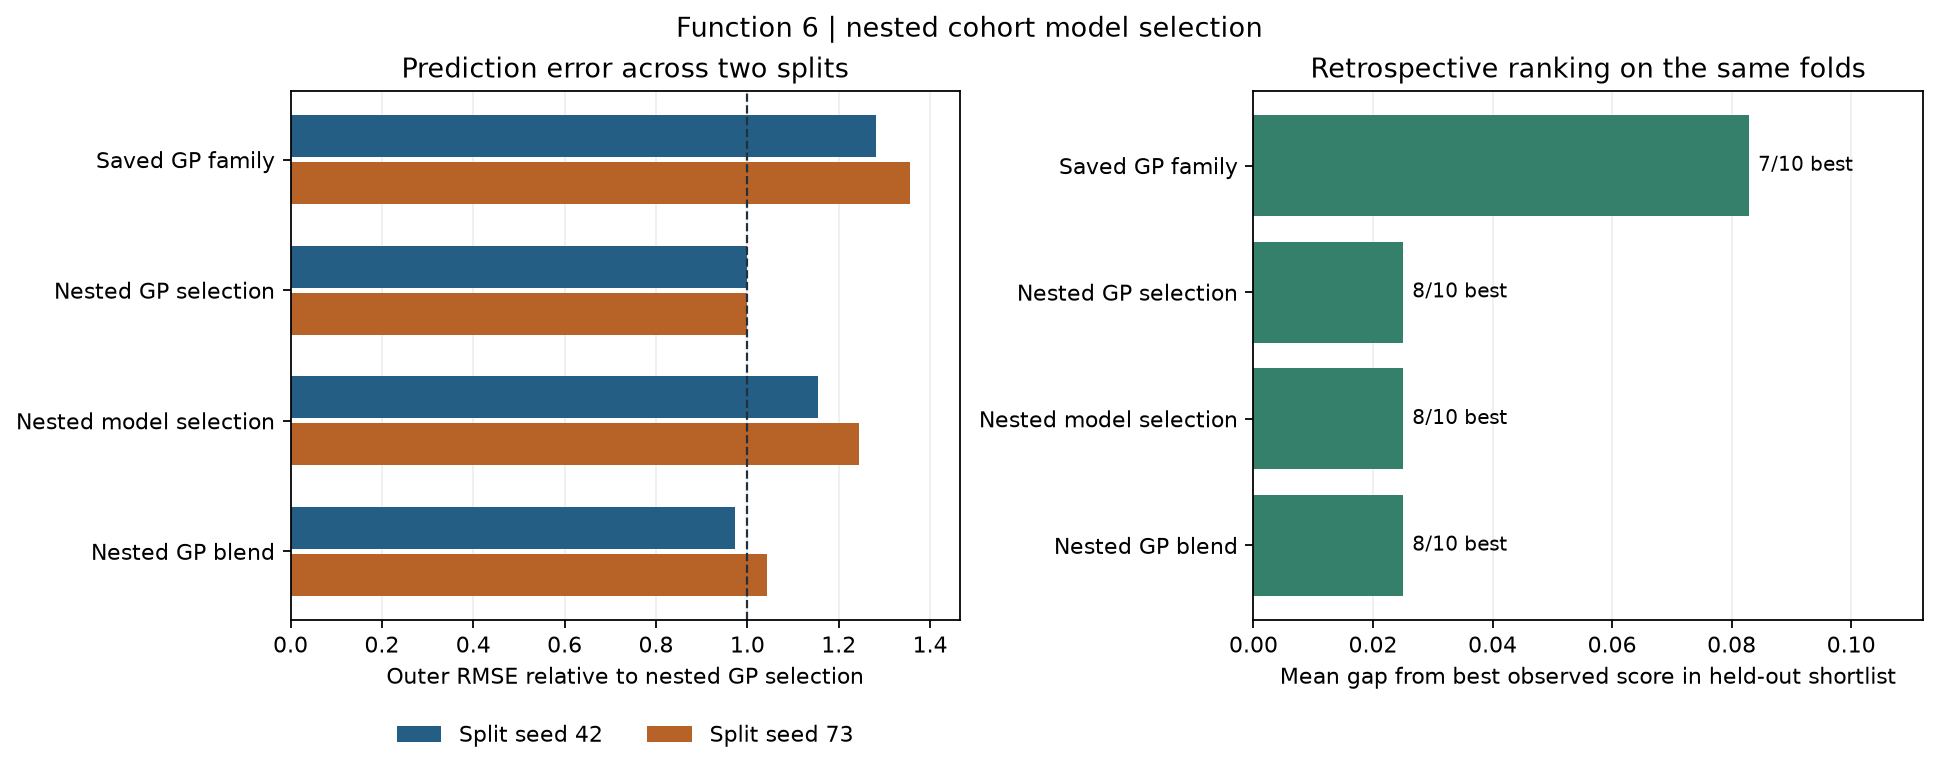 Function 6 | nested cohort model selection
Prediction error across two splits
Saved GP family
Nested GP selection
Nested model selection
Nested GP blend
0.0 0.2 0.4 0.6 0.8 1.0 1.2 1.4
Outer RMSE relative to nested GP selection
Split seed 42
Split seed 73
Retrospective ranking on the same folds
Saved GP family
7/10 best
Nested GP selection
8/10 best
Nested model selection
8/10 best
Nested GP blend
8/10 best
0.00 0.02 0.04 0.06 0.08 0.10
Mean gap from best observed score in held-out shortlist